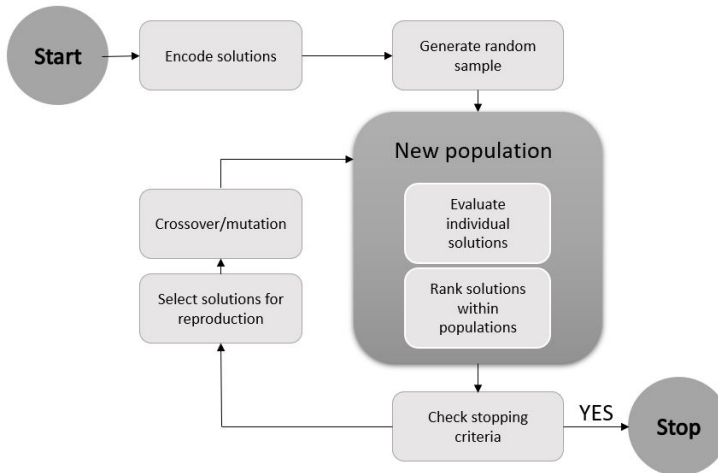 Start
Encode solutions
Generate random
sample
New population
Evaluate
individual
solutions
Rank solutions
within
populations
Crossover/mutation
Select solutions for
reproduction
Check stopping
criteria
YES
Stop